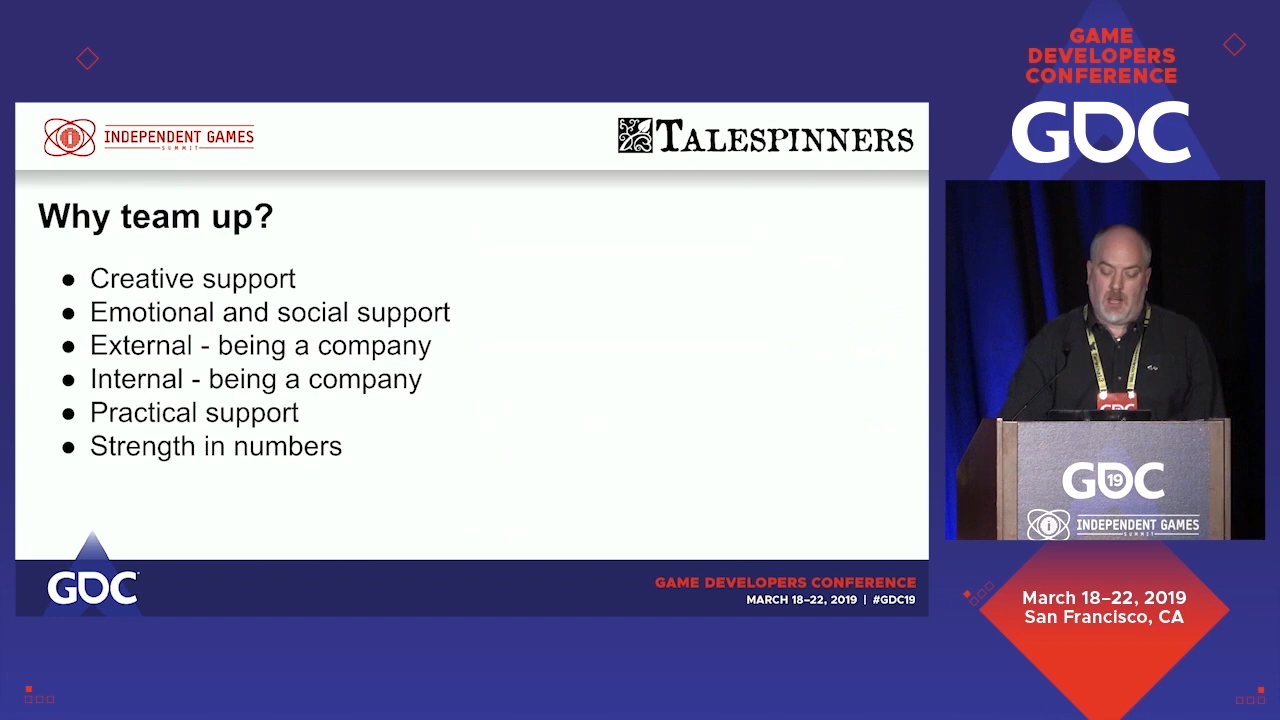 GAME
DEVELOPERS
CONFERENCE
GDC
INDEPENDENT GAMES
SUMMIT
TALESPINNERS
Why team up?
● Creative support
● Emotional and social support
● External - being a company
● Internal - being a company
● Practical support
● Strength in numbers
GDC
GAME DEVELOPERS CONFERENCE
MARCH 18–22, 2019 | #GDC19
GDC
GDC
19
INDEPENDENT GAMES
SUMMIT
March 18–22, 2019
San Francisco, CA